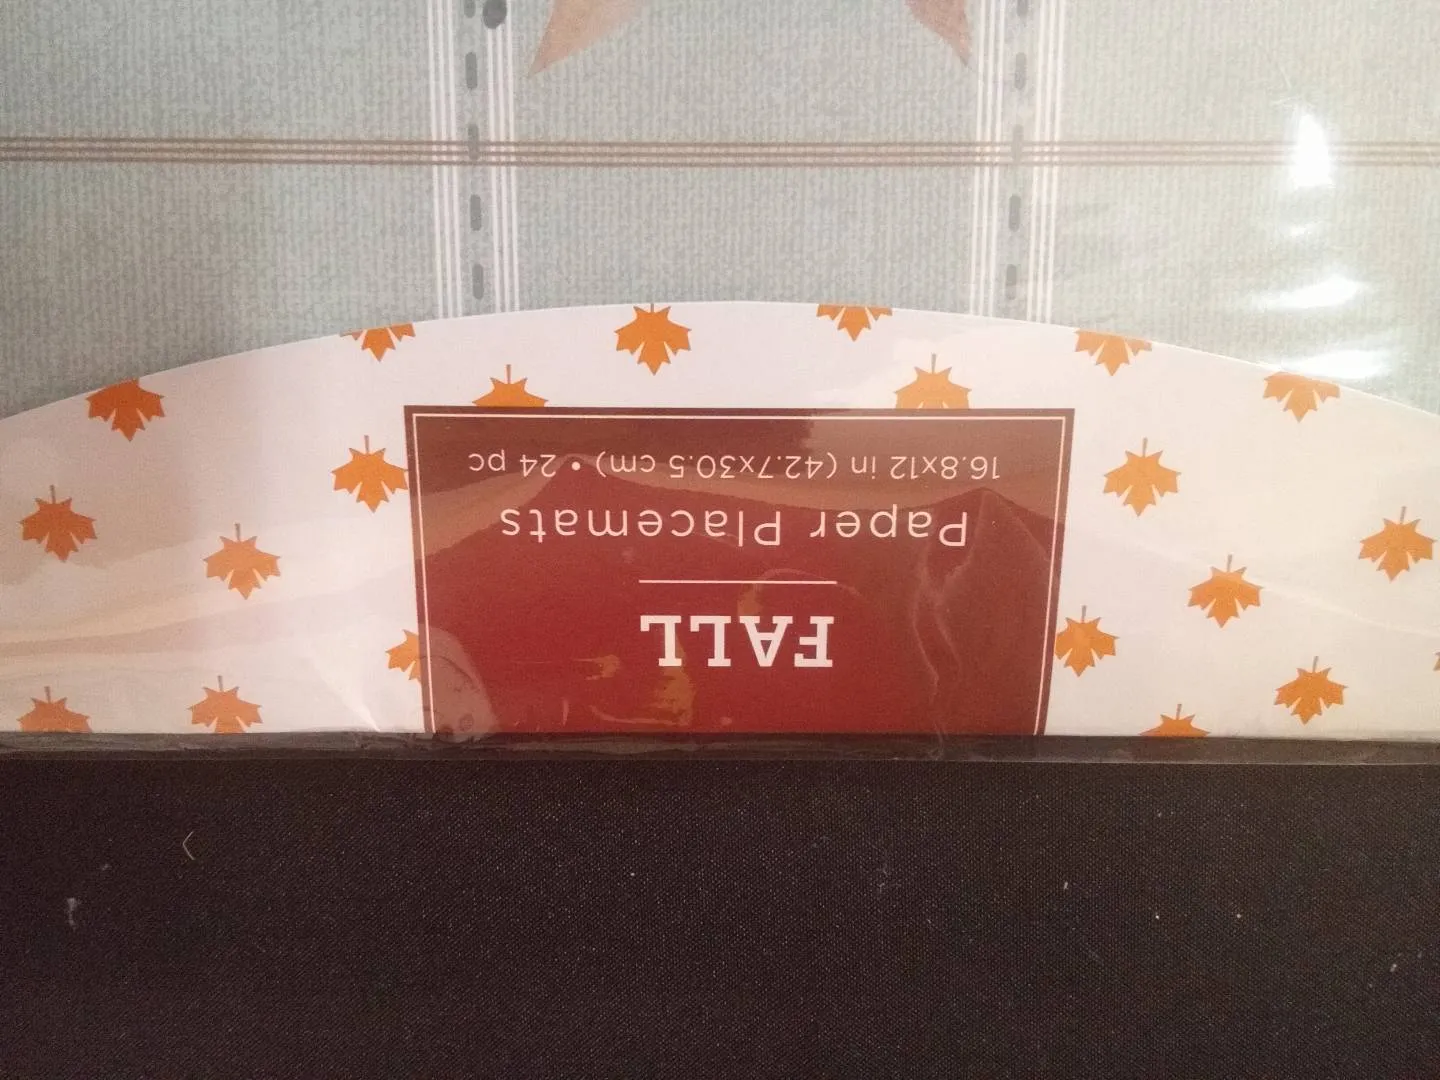 FALL
Paper Placemats
16.8x12 in (42.7x30.5 cm) • 24 pc